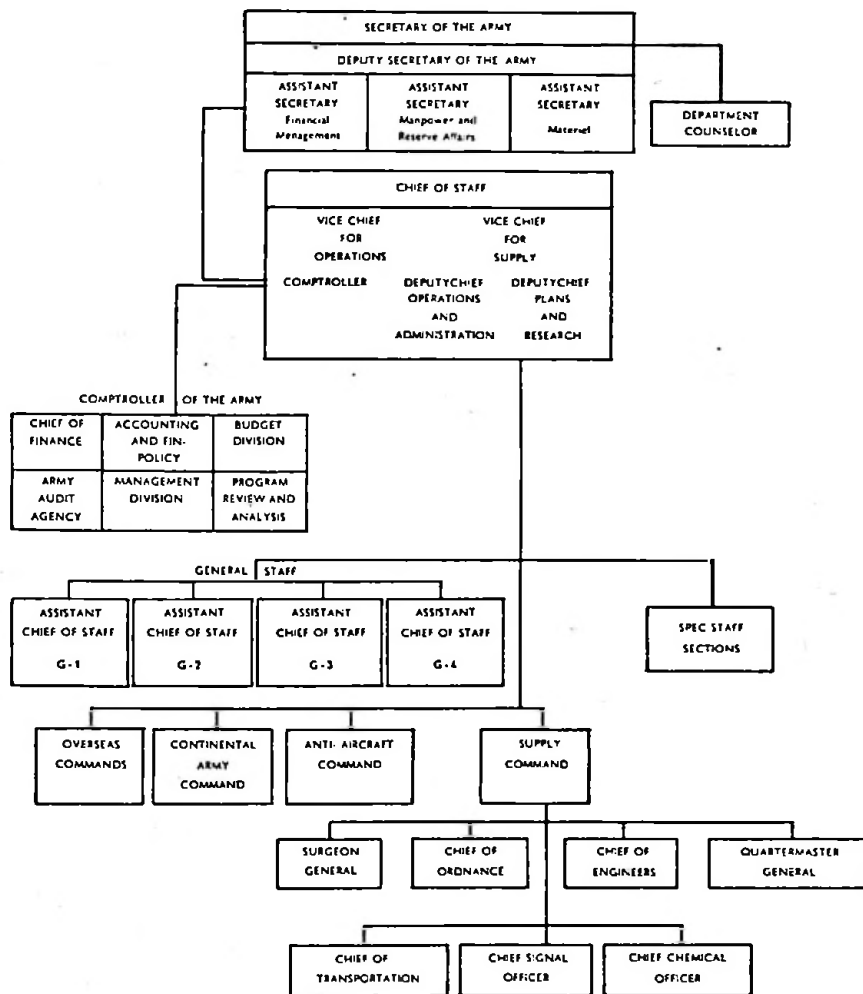 SECRETARY OF THE ARMY
DEPUTY SECRETARY OF THE ARMY
ASSISTANT
SECRETARY
Financial
Management
ASSISTANT
SECRETARY
Manpower and
Reserve Affairs
ASSISTANT
SECRETARY
Materiel
DEPARTMENT
COUNSELOR
CHIEF OF STAFF
VICE CHIEF
FOR
OPERATIONS
VICE CHIEF
FOR
SUPPLY
COMPTROLLER
DEPUTYCHIEF
OPERATIONS
AND
ADMINISTRATION
DEPUTYCHIEF
PLANS
AND
RESEARCH
COMPTROLLER OF THE ARMY
CHIEF OF
FINANCE
ACCOUNTING
AND FIN-
POLICY
BUDGET
DIVISION
ARMY
AUDIT
AGENCY
MANAGEMENT
DIVISION
PROGRAM
REVIEW AND
ANALYSIS
GENERAL STAFF
ASSISTANT
CHIEF OF STAFF
G-1
ASSISTANT
CHIEF OF STAFF
G-2
ASSISTANT
CHIEF OF STAFF
G-3
ASSISTANT
CHIEF OF STAFF
G-4
SPEC STAFF
SECTIONS
OVERSEAS
COMMANDS
CONTINENTAL
ARMY
COMMAND
ANTI-AIRCRAFT
COMMAND
SUPPLY
COMMAND
SURGEON
GENERAL
CHIEF OF
ORDNANCE
CHIEF OF
ENGINEERS
QUARTERMASTER
GENERAL
CHIEF OF
TRANSPORTATION
CHIEF SIGNAL
OFFICER
CHIEF CHEMICAL
OFFICER